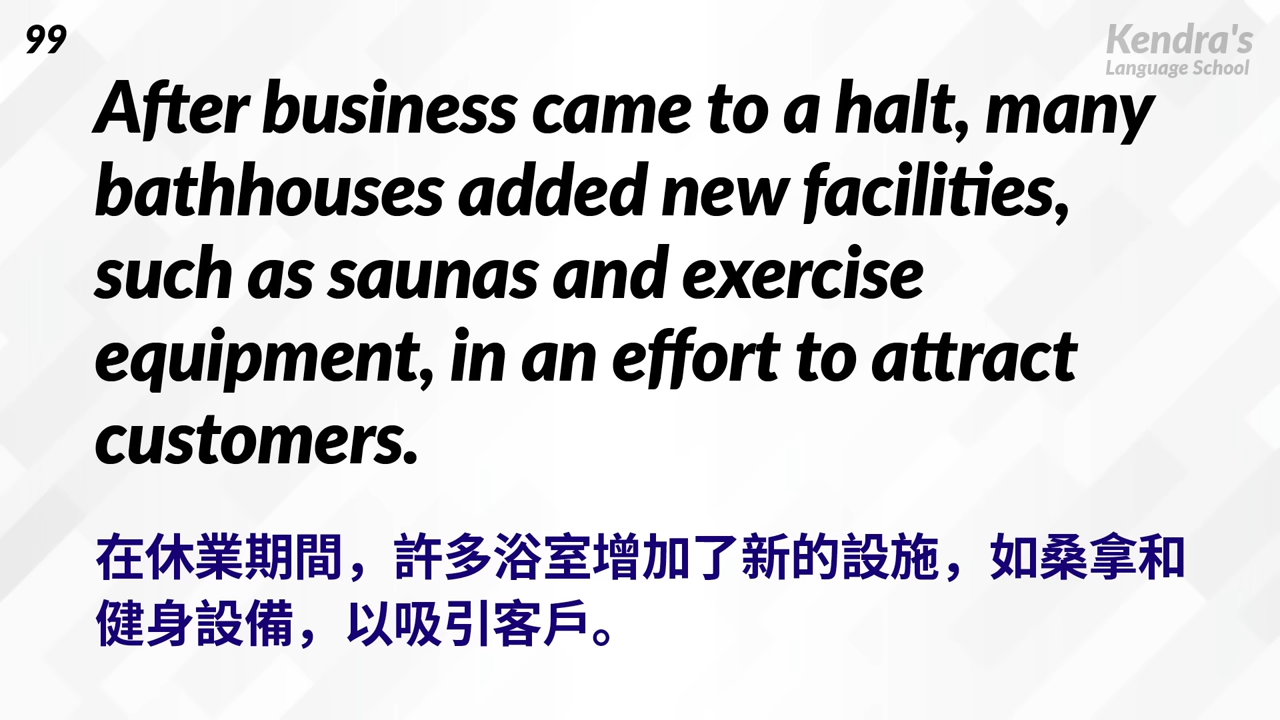 99
Kendra's
Language School
After business came to a halt, many
bathhouses added new facilities,
such as saunas and exercise
equipment, in an effort to attract
customers.
在休業期間，許多浴室增加了新的設施，如桑拿和
健身設備，以吸引客戶。